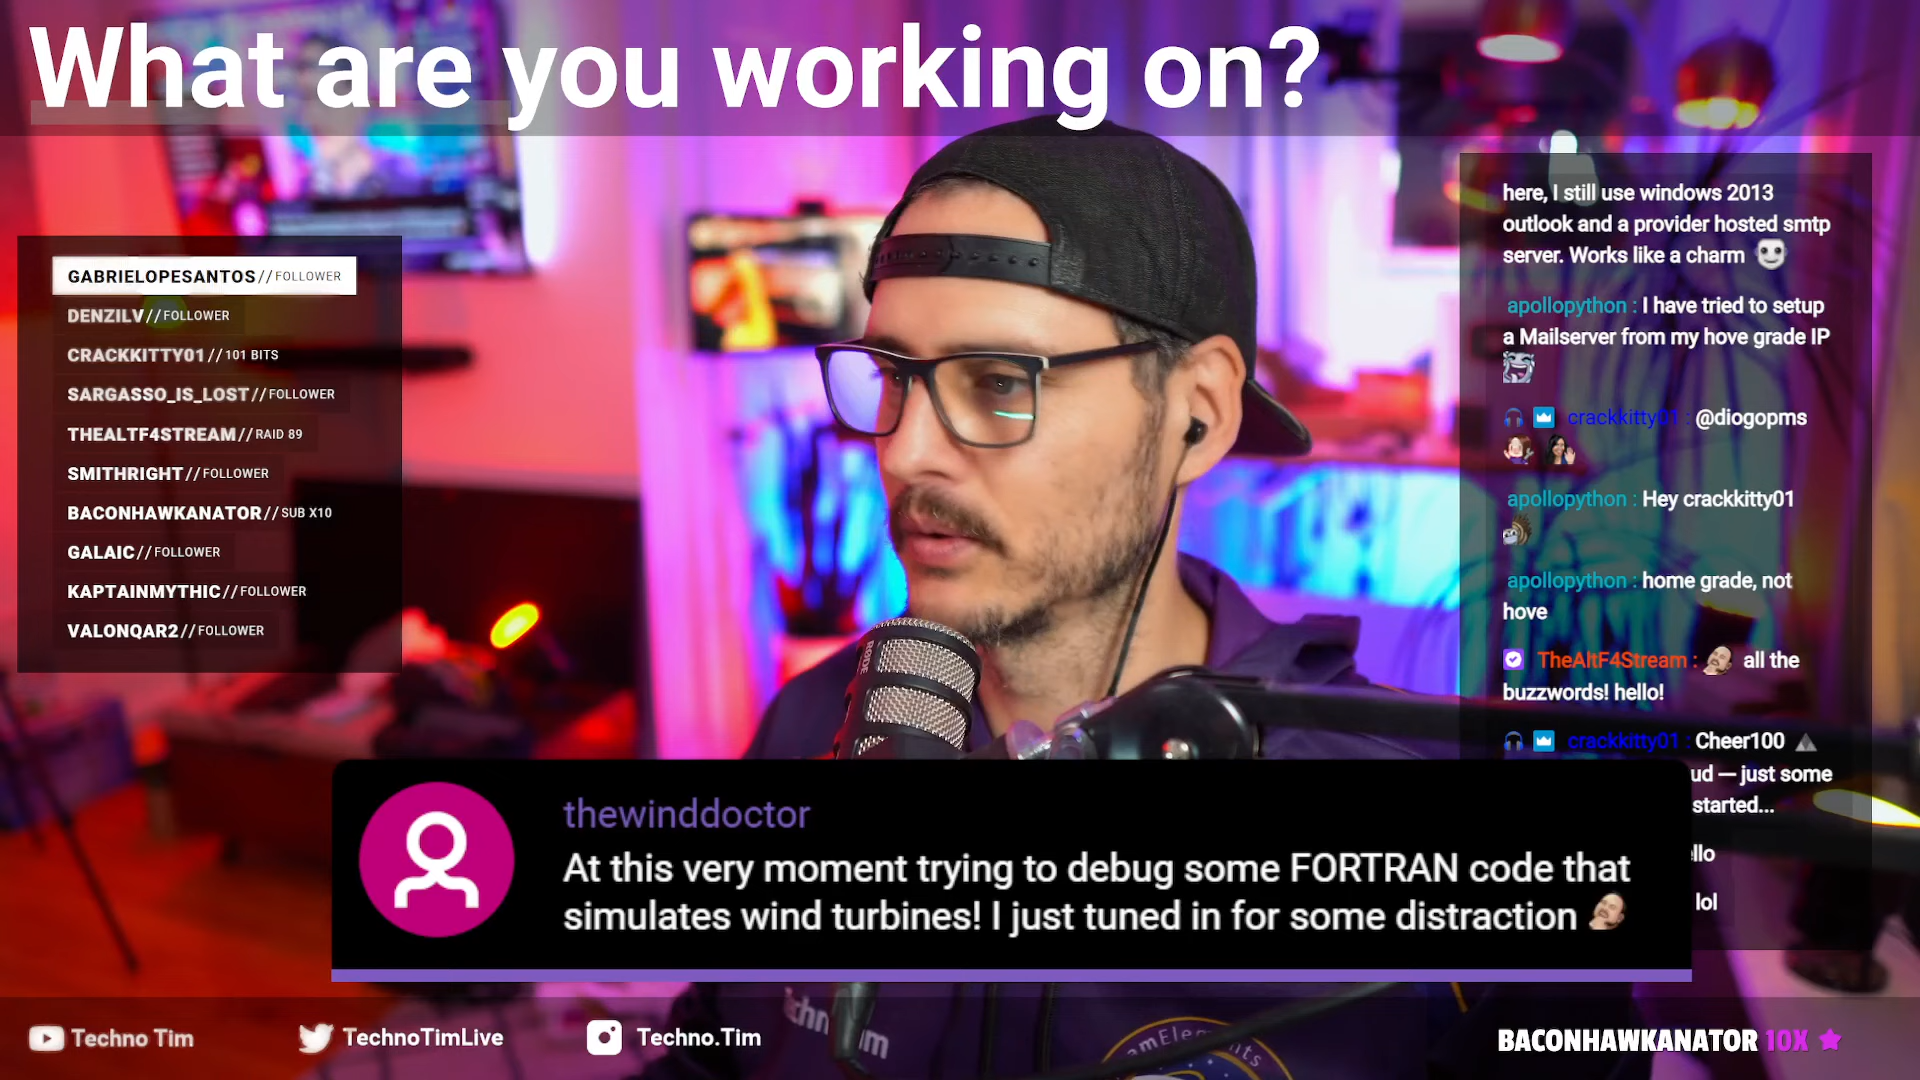 What are you working on?
GABRIELOPESANTOS//FOLLOWER
DENZILV//FOLLOWER
CRACKKITTY01//101 BITS
SARGASSO_IS_LOST//FOLLOWER
THEALTF4STREAM//RAID 89
SMITHRIGHT//FOLLOWER
BACONHAWKANATOR//SUB X10
GALAIC//FOLLOWER
KAPTAINMYTHIC//FOLLOWER
VALONQAR2//FOLLOWER
here, I still use windows 2013
outlook and a provider hosted smtp
server. Works like a charm
apollopython : I have tried to setup
a Mailserver from my hove grade IP
crackkitty01 : @diogopms
apollopython : Hey crackkitty01
apollopython : home grade, not
hove
TheAltF4Stream : all the
buzzwords! hello!
crackkitty01 : Cheer100
ud — just some
started...
llo
lol
RØDE
thewinddoctor
At this very moment trying to debug some FORTRAN code that
simulates wind turbines! I just tuned in for some distraction
Techno Tim
TechnoTimLive
Techno.Tim
BACONHAWKANATOR 10X